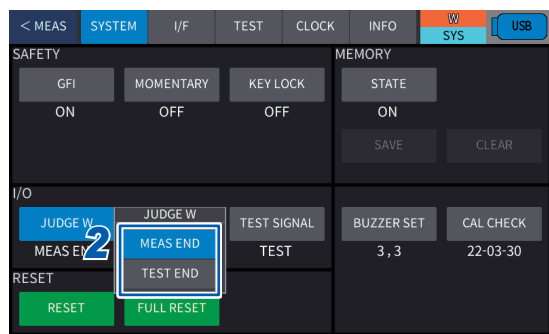 < MEAS SYSTEM I/F TEST CLOCK INFO W SYS USB
SAFETY MEMORY
GFI MOMENTARY KEY LOCK STATE
ON OFF OFF ON
SAVE CLEAR
I/O
JUDGE W JUDGE W TEST SIGNAL BUZZER SET CAL CHECK
MEAS EN 2 MEAS END TEST 3 , 3 22-03-30
TEST END
RESET
RESET FULL RESET